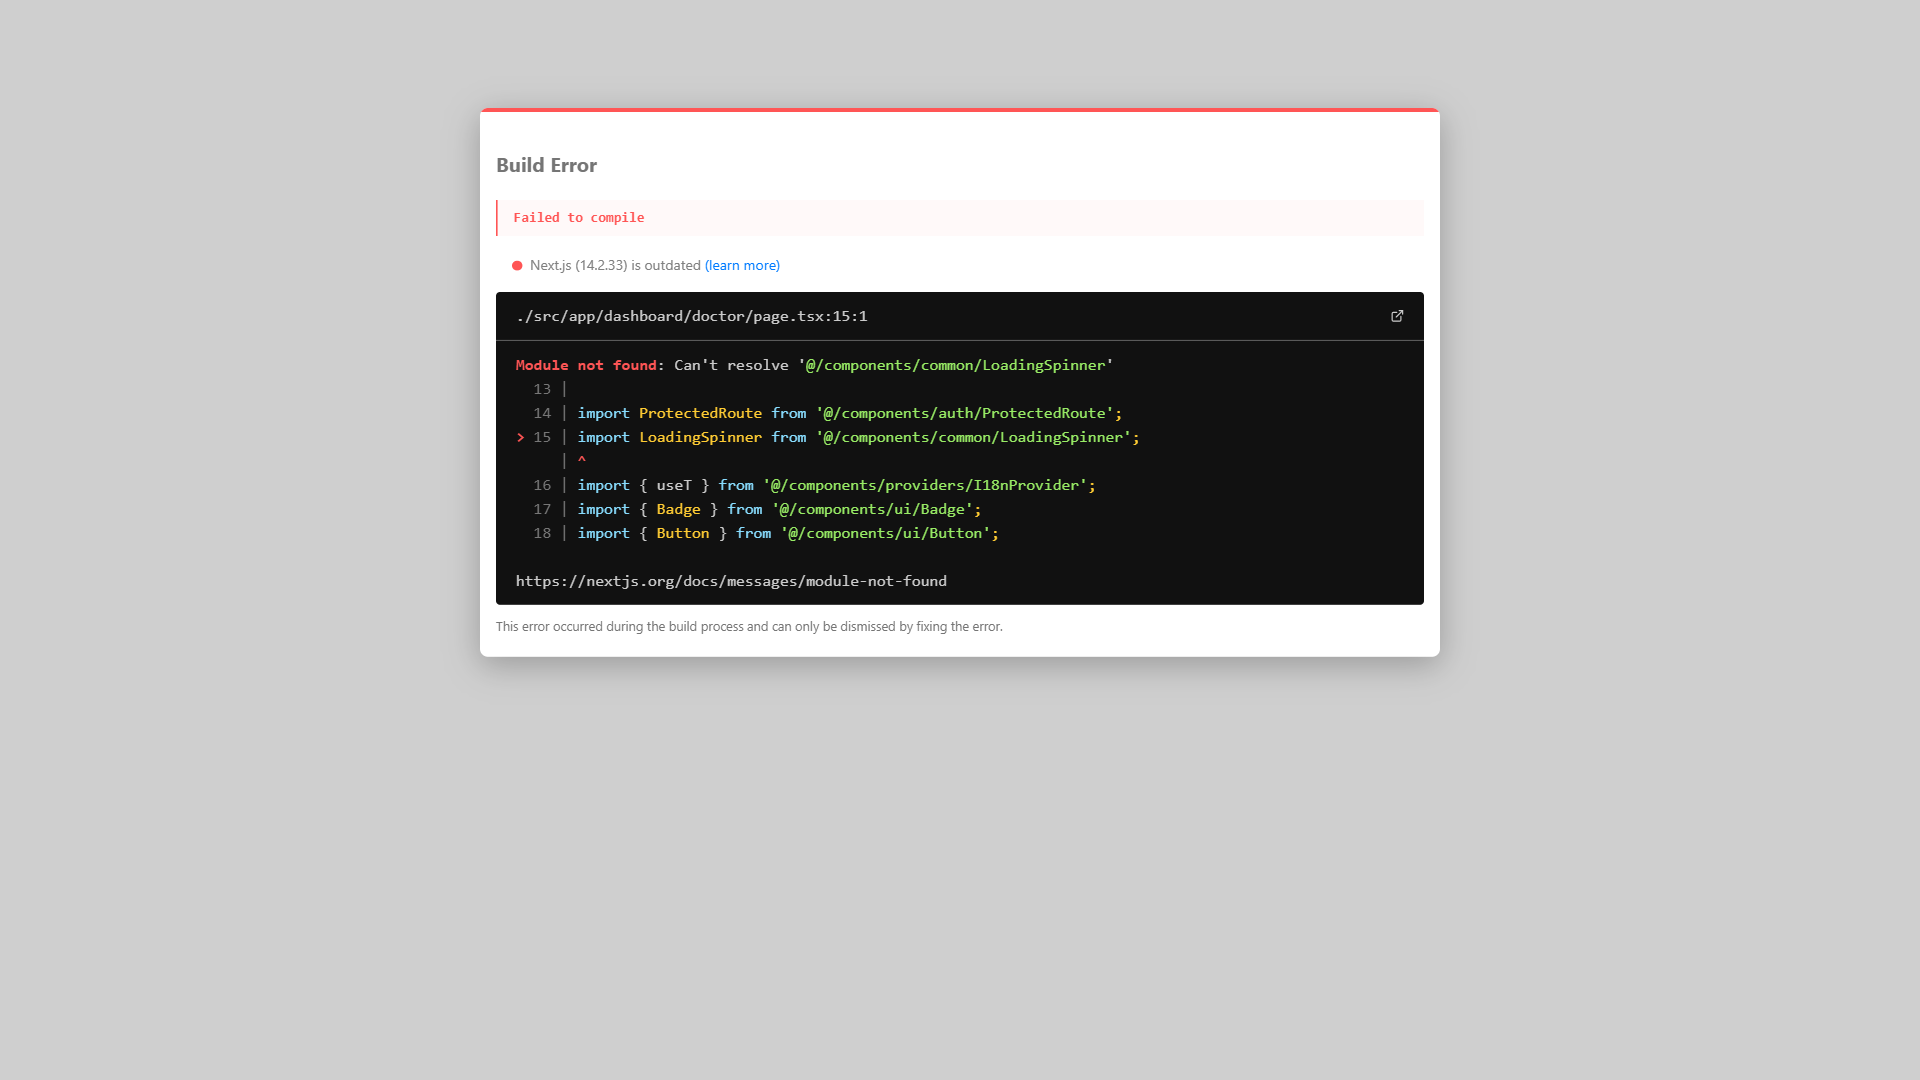 Build Error
Failed to compile
Next.js (14.2.33) is outdated (learn more)
./src/app/dashboard/doctor/page.tsx:15:1
Module not found: Can't resolve '@/components/common/LoadingSpinner'
13 |
14 | import ProtectedRoute from '@/components/auth/ProtectedRoute';
> 15 | import LoadingSpinner from '@/components/common/LoadingSpinner';
| ^
16 | import { useT } from '@/components/providers/I18nProvider';
17 | import { Badge } from '@/components/ui/Badge';
18 | import { Button } from '@/components/ui/Button';
https://nextjs.org/docs/messages/module-not-found
This error occurred during the build process and can only be dismissed by fixing the error.